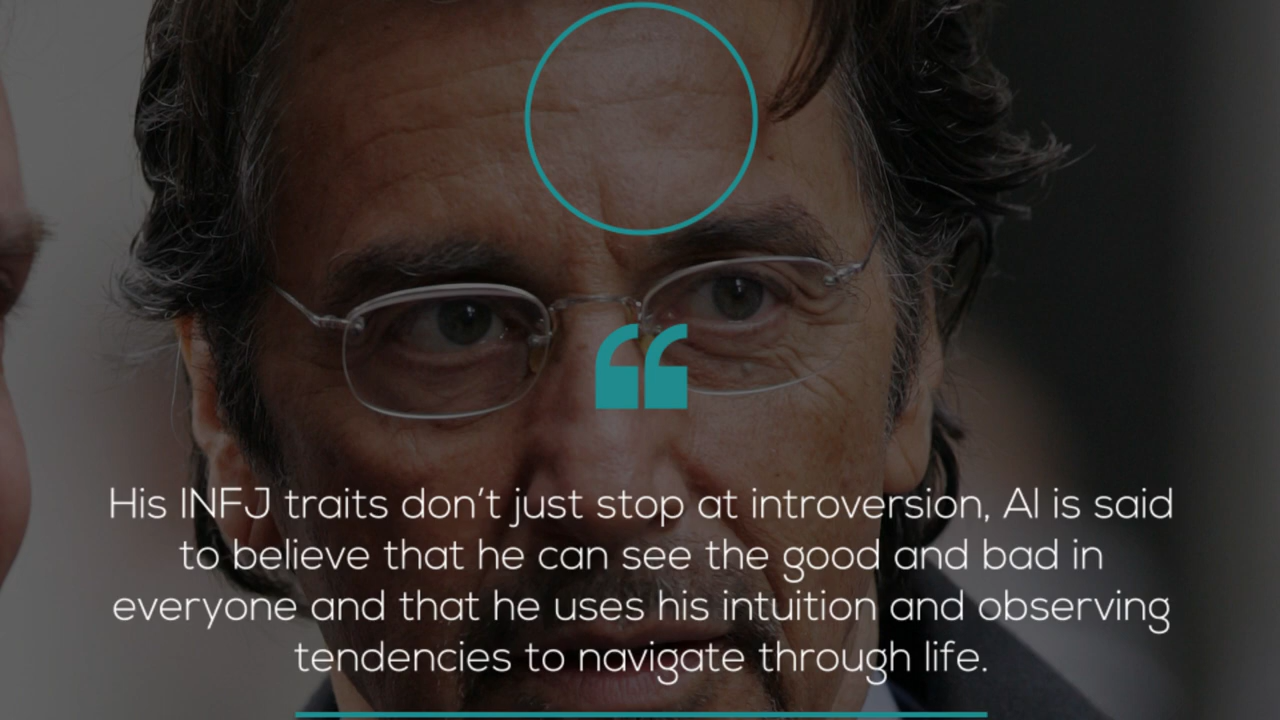 His INFJ traits don't just stop at introversion, Al is said
to believe that he can see the good and bad in
everyone and that he uses his intuition and observing
tendencies to navigate through life.